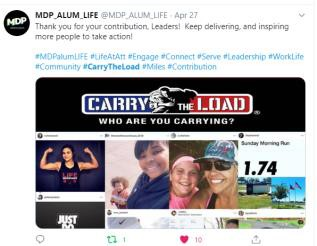 MDP
MDP_ALUM_LIFE @MDP_ALUM_LIFE · Apr 27
Thank you for your contribution, Leaders! Keep delivering, and inspiring
more people to take action!
#MDPalumLIFE #LifeAtAtt #Engage #Connect #Serve #Leadership #WorkLife
#Community #CarryTheLoad #Miles #Contribution
CARRY THE LOAD
WHO ARE YOU CARRYING?
Sunday Morning Run
1.74
LIFE
JUST
1
10